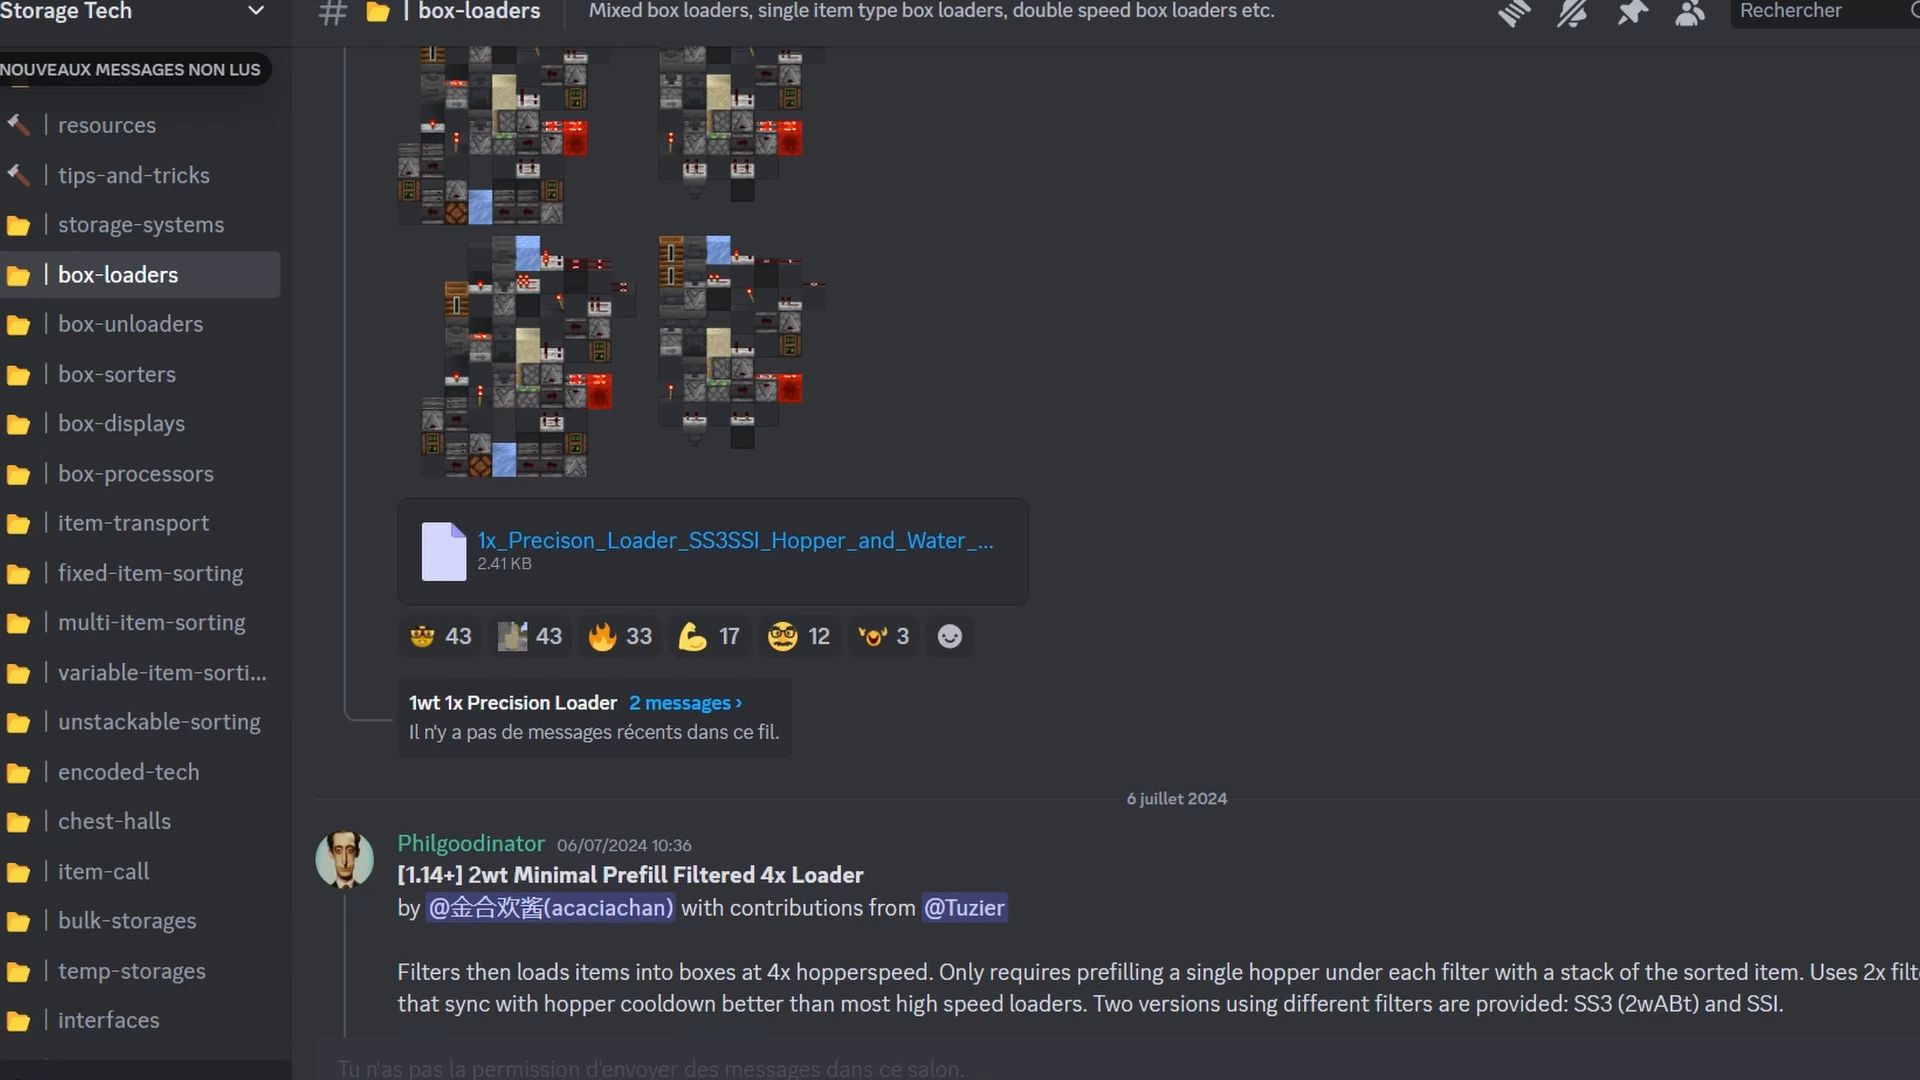 Storage Tech
NOUVEAUX MESSAGES NON LUS
resources
tips-and-tricks
storage-systems
box-loaders
box-unloaders
box-sorters
box-displays
box-processors
item-transport
fixed-item-sorting
multi-item-sorting
variable-item-sorti...
unstackable-sorting
encoded-tech
chest-halls
item-call
bulk-storages
temp-storages
interfaces
# | box-loaders
Mixed box loaders, single item type box loaders, double speed box loaders etc.
Rechercher
1x_Precison_Loader_SS3SSI_Hopper_and_Water_...
2.41 KB
43 43 33 17 12 3
1wt 1x Precision Loader 2 messages ›
Il n'y a pas de messages récents dans ce fil.
6 juillet 2024
Philgoodinator 06/07/2024 10:36
[1.14+] 2wt Minimal Prefill Filtered 4x Loader
by @金合欢酱(acaciachan) with contributions from @Tuzier
Filters then loads items into boxes at 4x hopperspeed. Only requires prefilling a single hopper under each filter with a stack of the sorted item. Uses 2x
that sync with hopper cooldown better than most high speed loaders. Two versions using different filters are provided: SS3 (2wABt) and SSI.
Tu n'as pas la permission d'envoyer des messages dans ce salon.